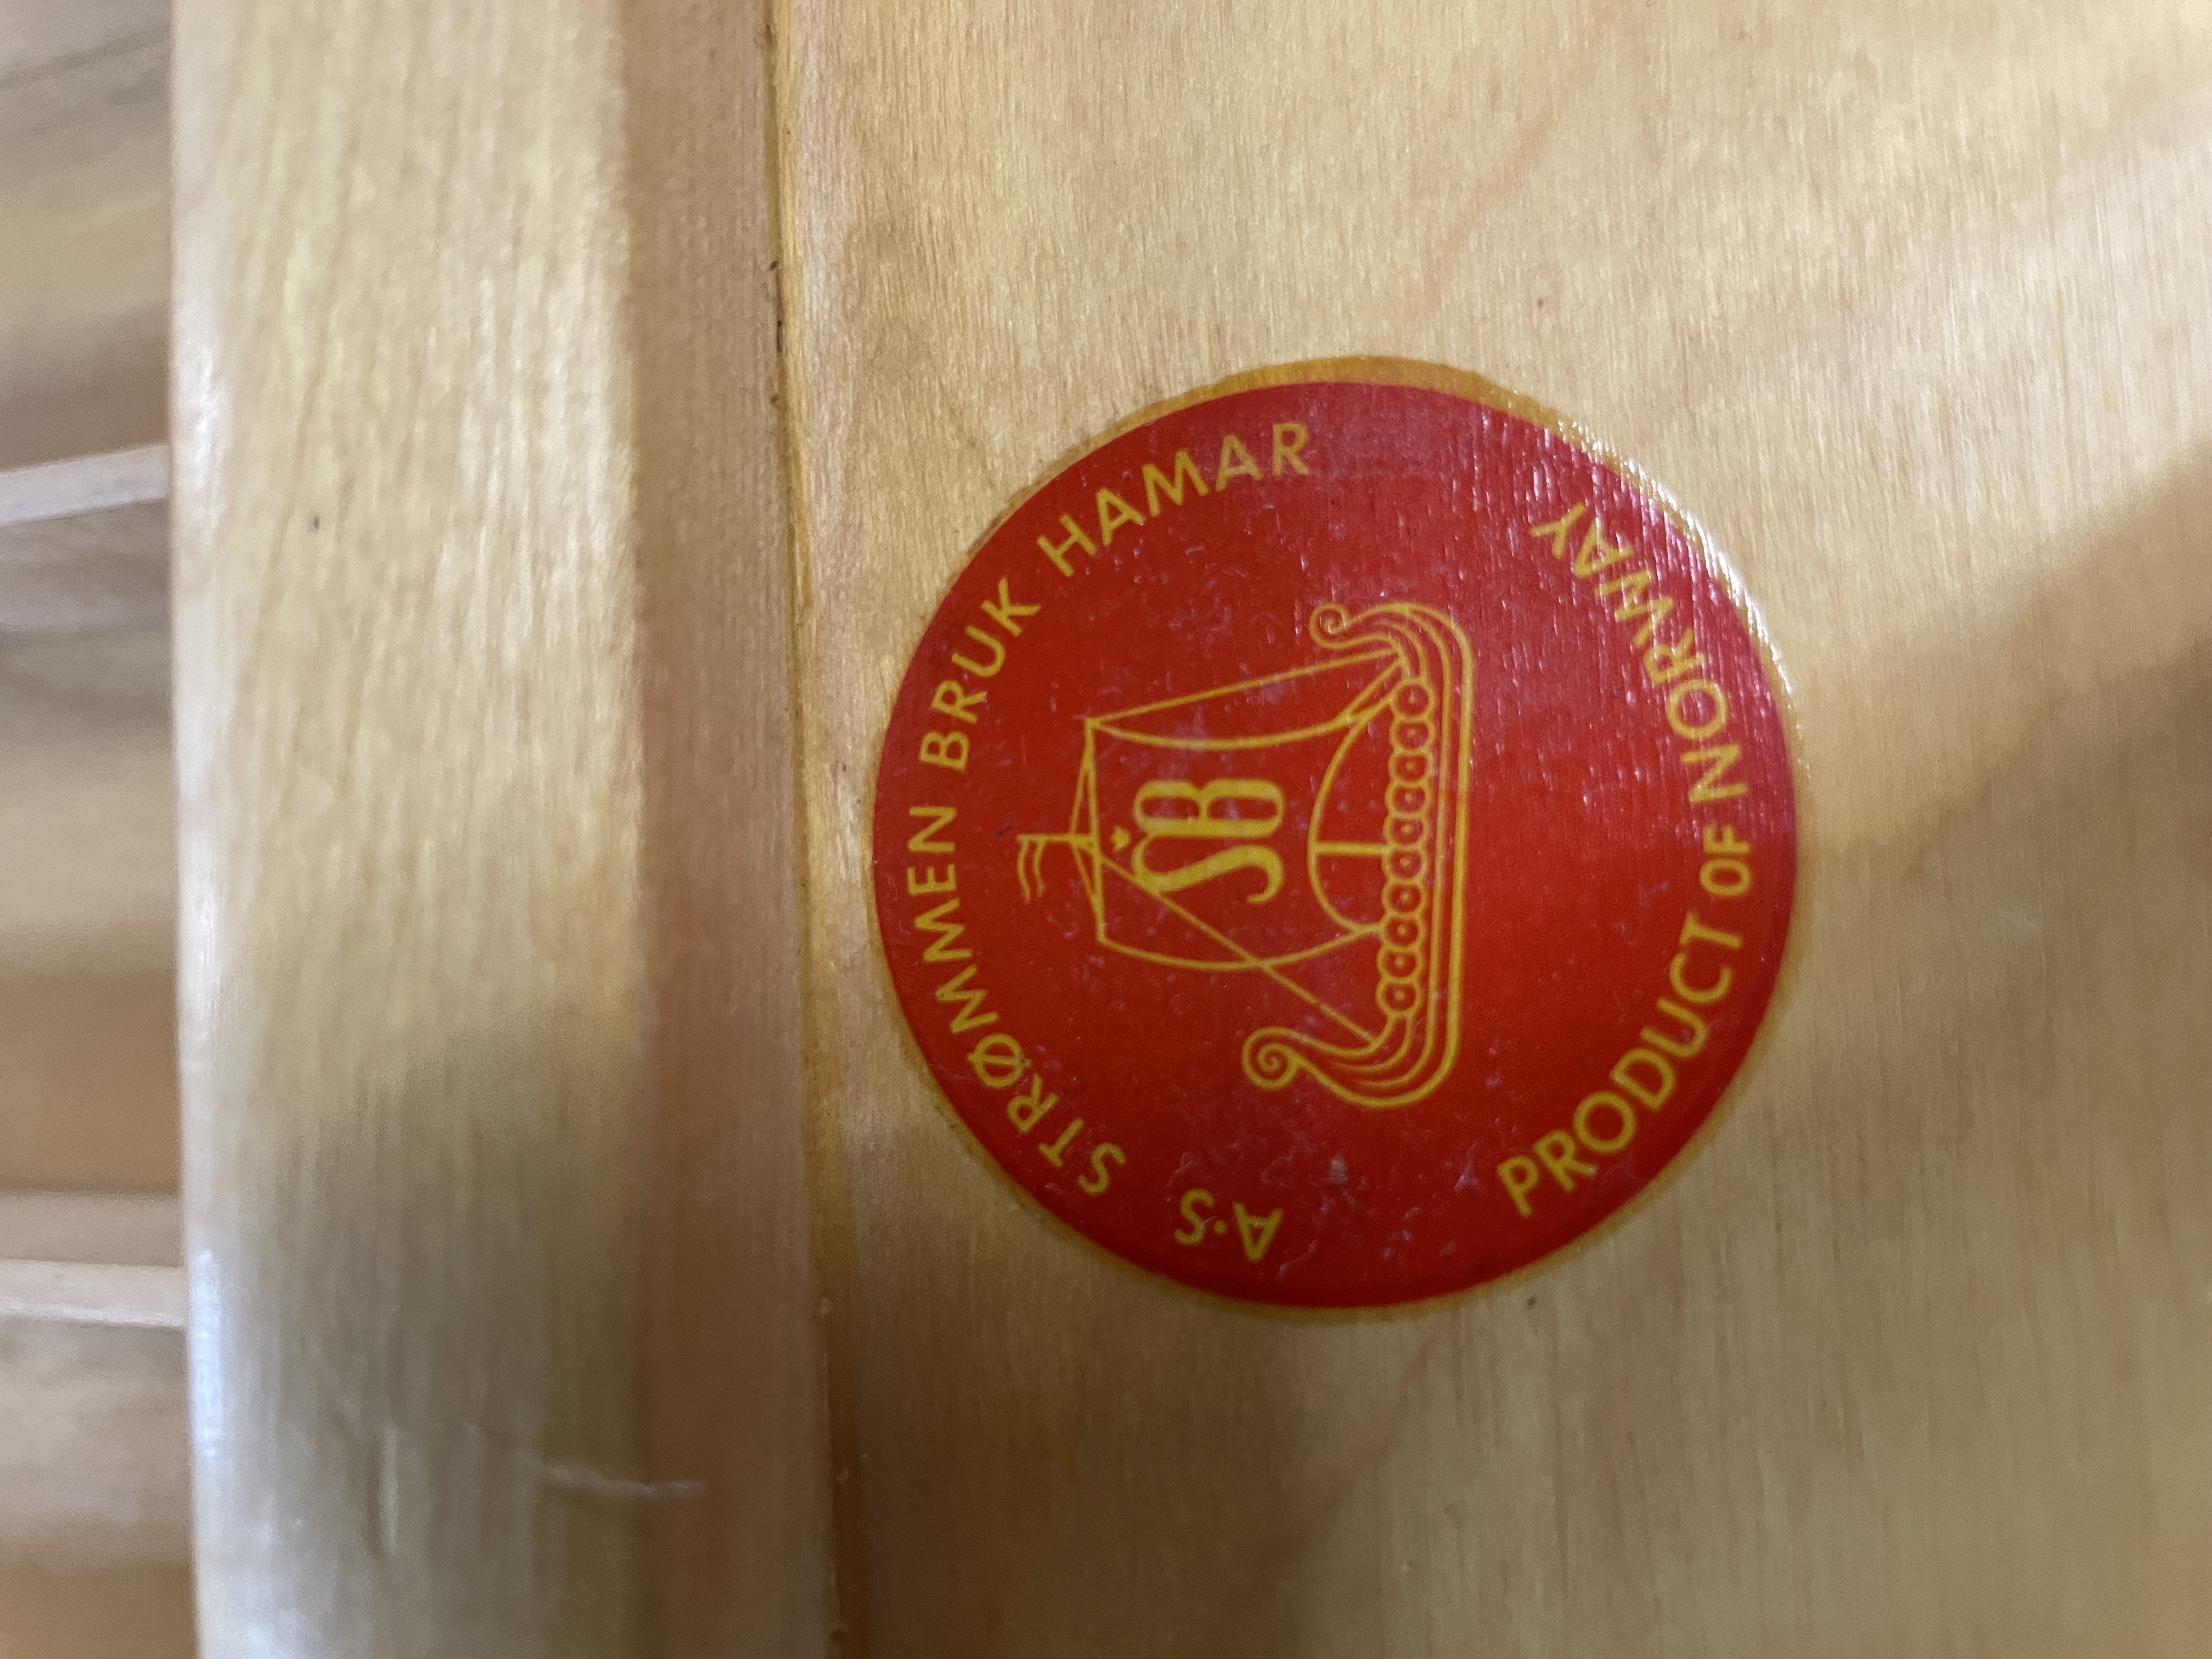 A·S STRØMMEN BRUK HAMAR
SB
PRODUCT OF NORWAY